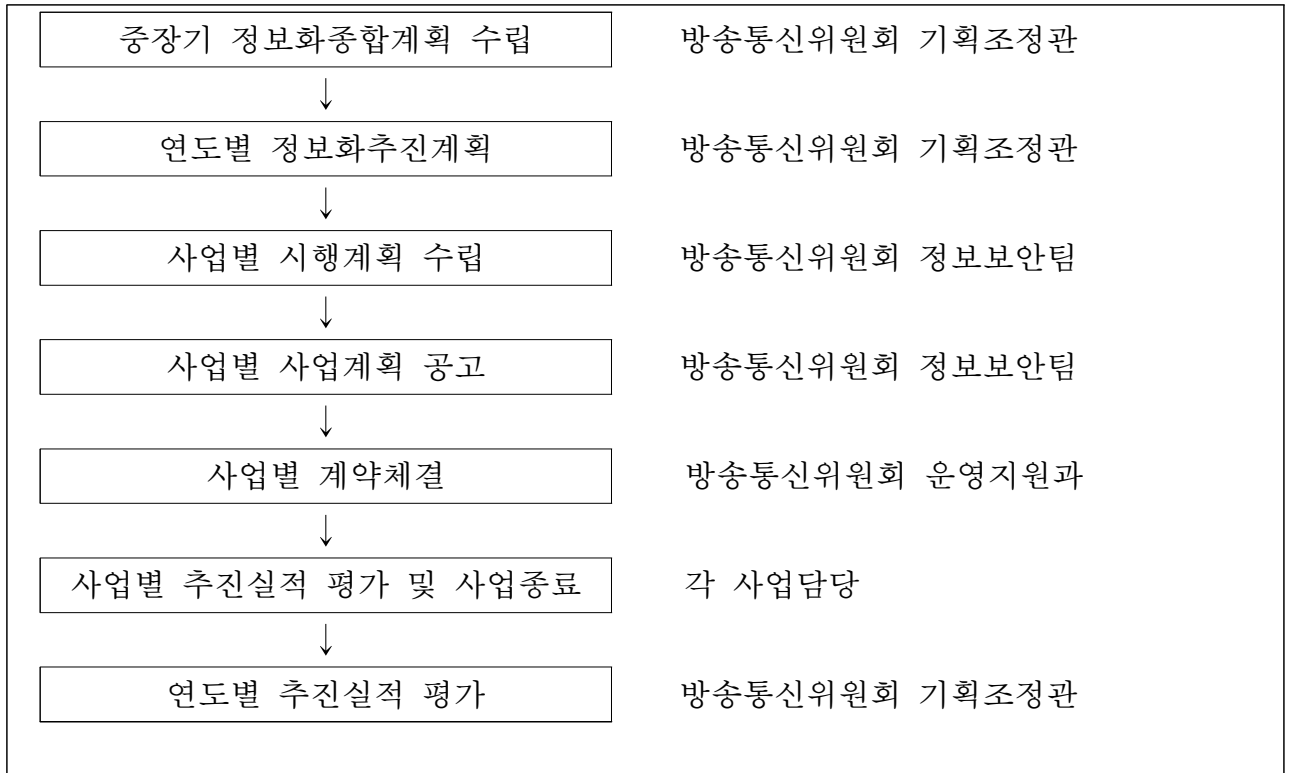 중장기 정보화종합계획 수립 방송통신위원회 기획조정관
↓
연도별 정보화추진계획 방송통신위원회 기획조정관
↓
사업별 시행계획 수립 방송통신위원회 정보보안팀
↓
사업별 사업계획 공고 방송통신위원회 정보보안팀
↓
사업별 계약체결 방송통신위원회 운영지원과
↓
사업별 추진실적 평가 및 사업종료 각 사업담당
↓
연도별 추진실적 평가 방송통신위원회 기획조정관